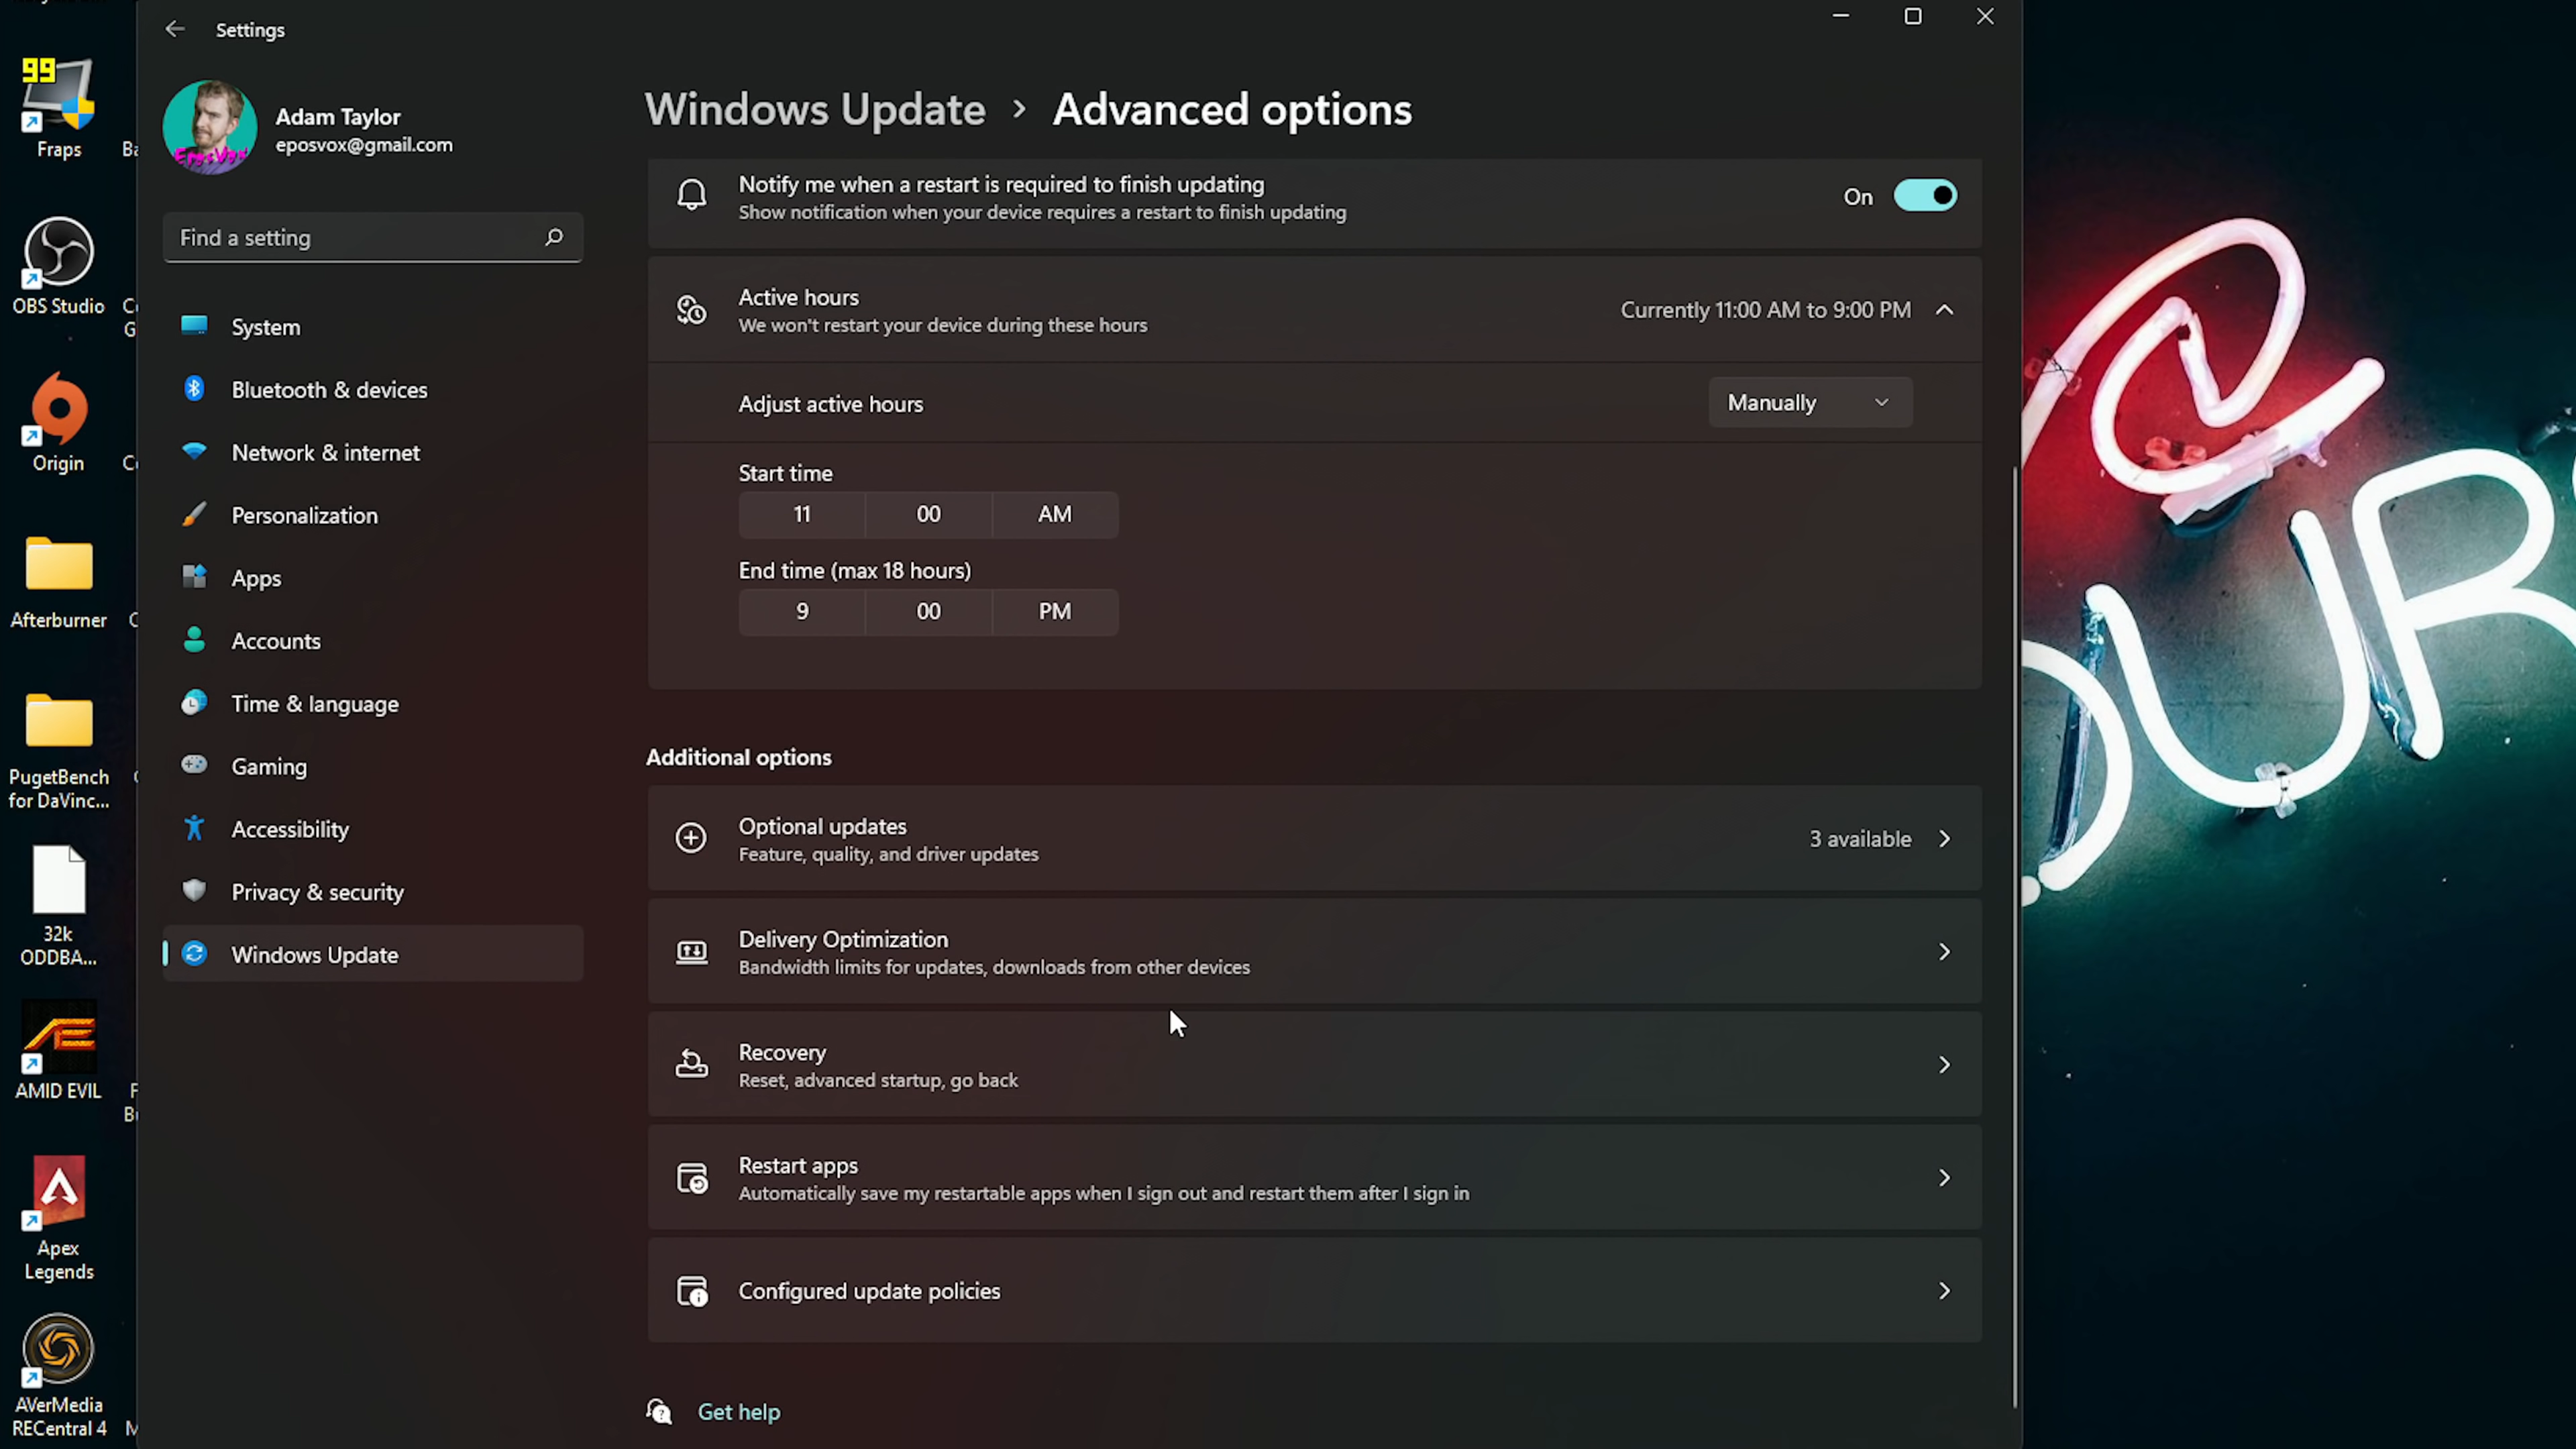 Settings
Adam Taylor
eposvox@gmail.com
Find a setting
System
Bluetooth & devices
Network & internet
Personalization
Apps
Accounts
Time & language
Gaming
Accessibility
Privacy & security
Windows Update
Windows Update > Advanced options
Notify me when a restart is required to finish updating
Show notification when your device requires a restart to finish updating
On
Active hours
We won't restart your device during these hours
Currently 11:00 AM to 9:00 PM
Adjust active hours
Manually
Start time
11 00 AM
End time (max 18 hours)
9 00 PM
Additional options
Optional updates
Feature, quality, and driver updates
3 available
Delivery Optimization
Bandwidth limits for updates, downloads from other devices
Recovery
Reset, advanced startup, go back
Restart apps
Automatically save my restartable apps when I sign out and restart them after I sign in
Configured update policies
Get help
99
Fraps
OBS Studio
Origin
Afterburner
PugetBench
for DaVinc...
32k
ODDBA...
AMID EVIL
Apex
Legends
AVerMedia
RECentral 4
EposVox